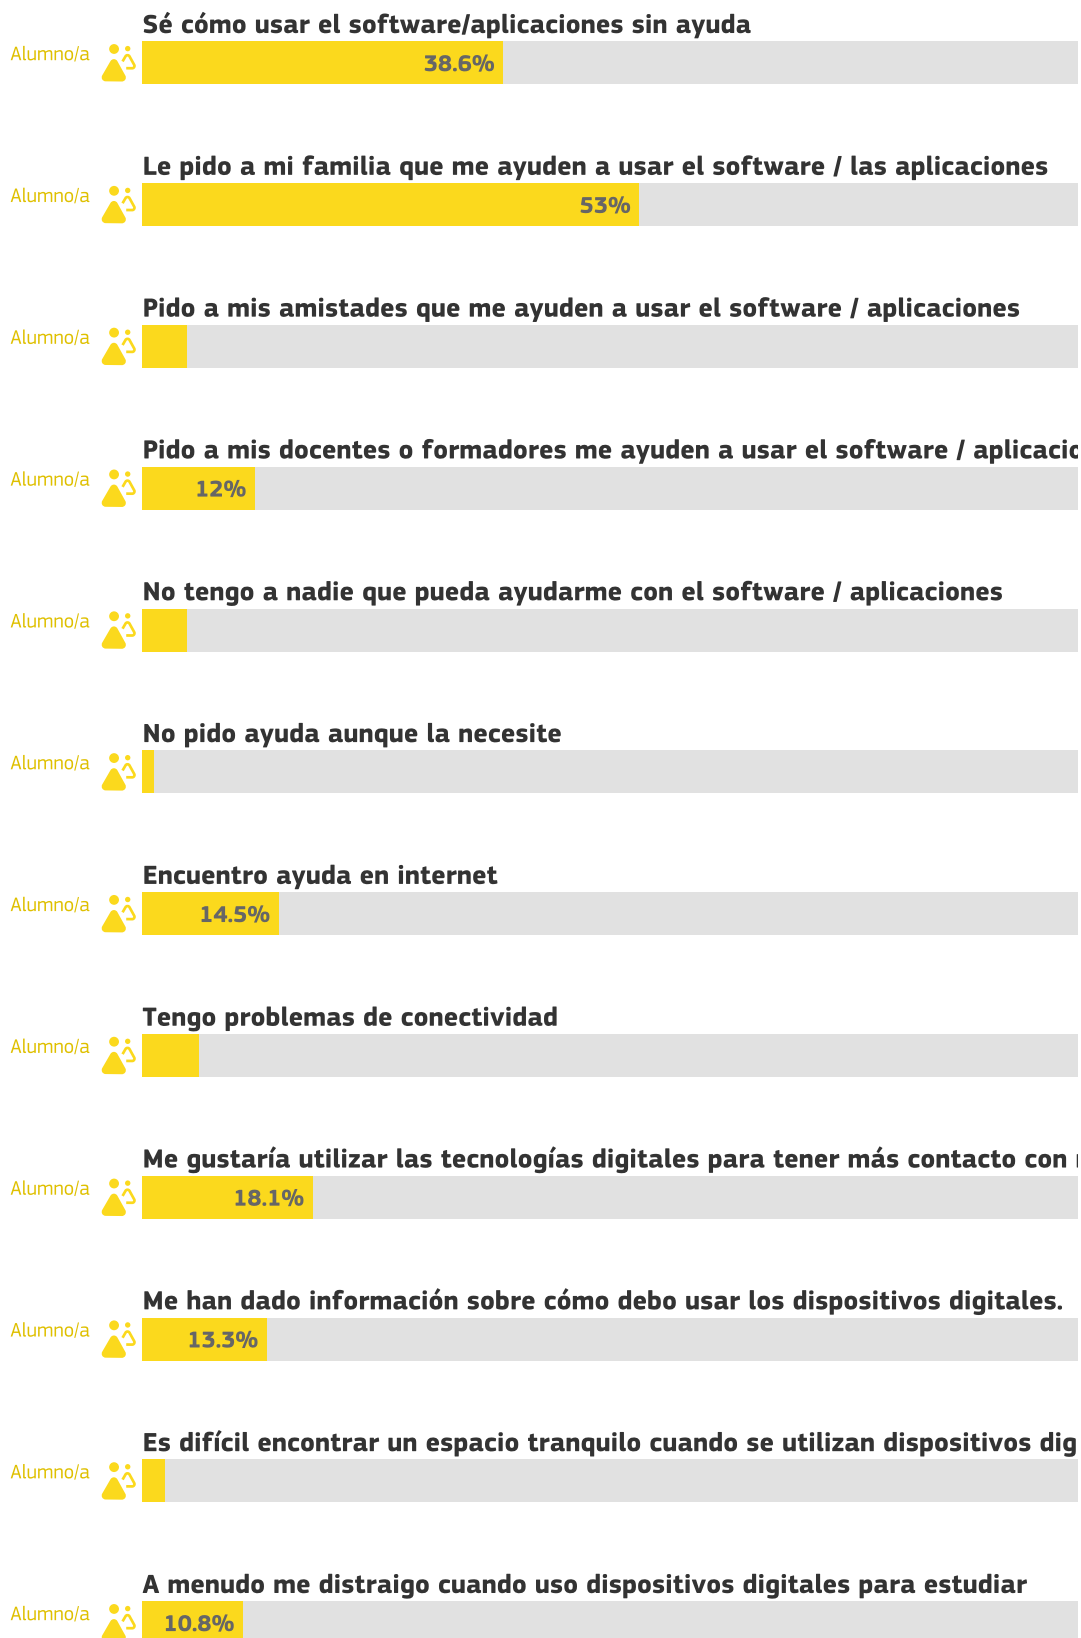 Sé cómo usar el software/aplicaciones sin ayuda
Alumno/a
38.6%
Le pido a mi familia que me ayuden a usar el software / las aplicaciones
Alumno/a
53%
Pido a mis amistades que me ayuden a usar el software / aplicaciones
Alumno/a
Pido a mis docentes o formadores me ayuden a usar el software / aplicacio
Alumno/a
12%
No tengo a nadie que pueda ayudarme con el software / aplicaciones
Alumno/a
No pido ayuda aunque la necesite
Alumno/a
Encuentro ayuda en internet
Alumno/a
14.5%
Tengo problemas de conectividad
Alumno/a
Me gustaría utilizar las tecnologías digitales para tener más contacto con
Alumno/a
18.1%
Me han dado información sobre cómo debo usar los dispositivos digitales.
Alumno/a
13.3%
Es difícil encontrar un espacio tranquilo cuando se utilizan dispositivos dig
Alumno/a
A menudo me distraigo cuando uso dispositivos digitales para estudiar
Alumno/a
10.8%